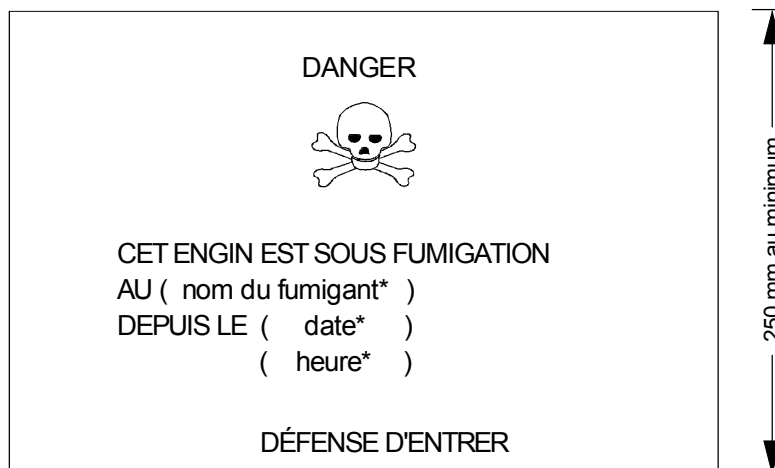 DANGER
CET ENGIN EST SOUS FUMIGATION
AU ( nom du fumigant* )
DEPUIS LE ( date* )
( heure* )
DÉFENSE D'ENTRER
250 mm au minimum